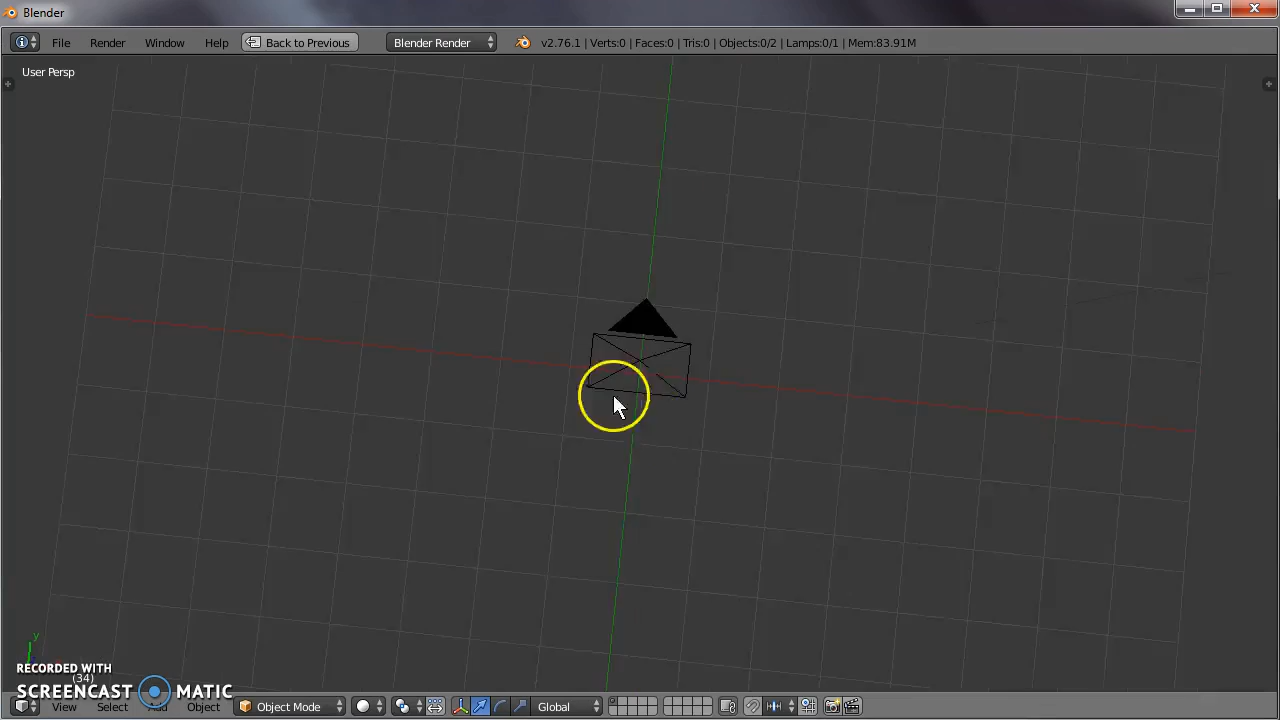 Blender
File Render Window Help Back to Previous Blender Render v2.76.1 | Verts:0 | Faces:0 | Tris:0 | Objects:0/2 | Lamps:0/1 | Mem:83.91M
User Persp
y
RECORDED WITH
(34)
SCREENCAST MATIC
View Select Add Object Object Mode Global